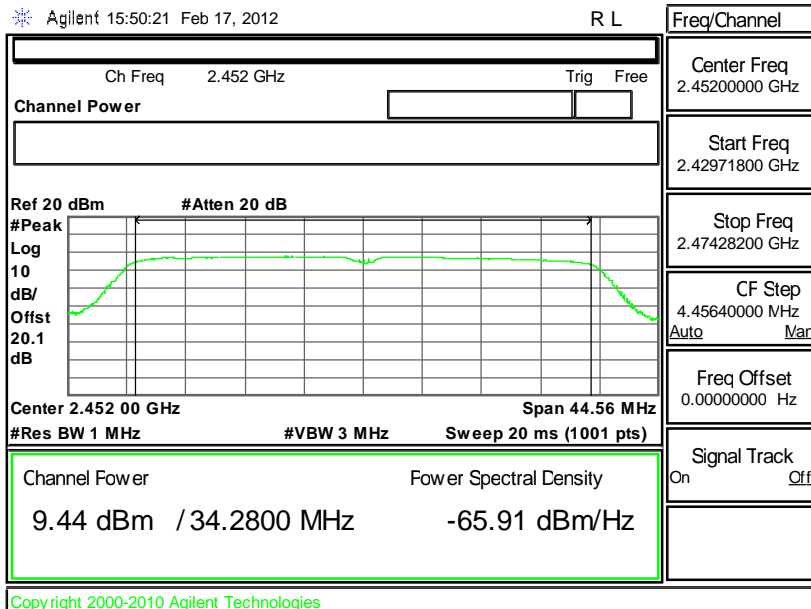 Agilent 15:50:21 Feb 17, 2012 R L
Ch Freq 2.452 GHz Trig Free
Channel Power
Ref 20 dBm #Atten 20 dB
#Peak
Log
10
dB/
Offst
20.1
dB
Center 2.452 00 GHz Span 44.56 MHz
#Res BW 1 MHz #VBW 3 MHz Sweep 20 ms (1001 pts)
Channel Power Power Spectral Density
9.44 dBm / 34.2800 MHz -65.91 dBm/Hz
Copyright 2000-2010 Agilent Technologies
Freq/Channel
Center Freq
2.45200000 GHz
Start Freq
2.42971800 GHz
Stop Freq
2.47428200 GHz
CF Step
4.45640000 MHz
Auto Man
Freq Offset
0.00000000 Hz
Signal Track
On Off